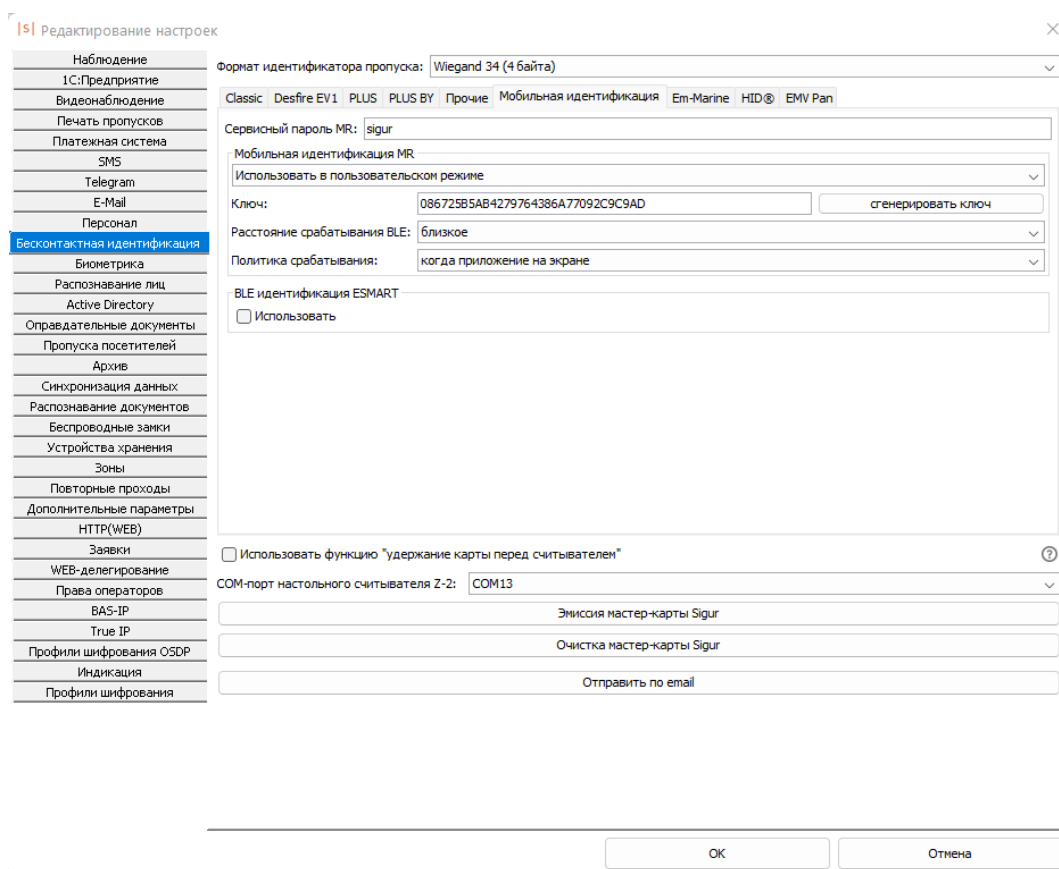 |s| Редактирование настроек
Наблюдение
1С:Предприятие
Видеонаблюдение
Печать пропусков
Платежная система
SMS
Telegram
E-Mail
Персонал
Бесконтактная идентификация
Биометрика
Распознавание лиц
Active Directory
Оправдательные документы
Пропуска посетителей
Архив
Синхронизация данных
Распознавание документов
Беспроводные замки
Устройства хранения
Зоны
Повторные проходы
Дополнительные параметры
HTTP(WEB)
Заявки
WEB-делегирование
Права операторов
BAS-IP
True IP
Профили шифрования OSDP
Индикация
Профили шифрования
Формат идентификатора пропуска: Wiegand 34 (4 байта)
Classic Desfire EV1 PLUS PLUS BY Прочие Мобильная идентификация Em-Marine HID® EMV Pan
Сервисный пароль MR: sigur
Мобильная идентификация MR
Использовать в пользовательском режиме
Ключ: 086725B5AB4279764386A77092C9C9AD сгенерировать ключ
Расстояние срабатывания BLE: близкое
Политика срабатывания: когда приложение на экране
BLE идентификация ESMART
Использовать
Использовать функцию "удержание карты перед считывателем" ?
COM-порт настольного считывателя Z-2: COM13
Эмиссия мастер-карты Sigur
Очистка мастер-карты Sigur
Отправить по email
OK Отмена